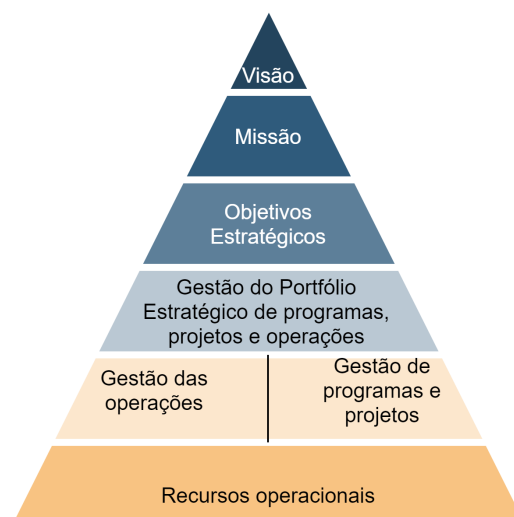 Visão
Missão
Objetivos
Estratégicos
Gestão do Portfólio
Estratégico de programas,
projetos e operações
Gestão das
operações
Gestão de
programas e
projetos
Recursos operacionais